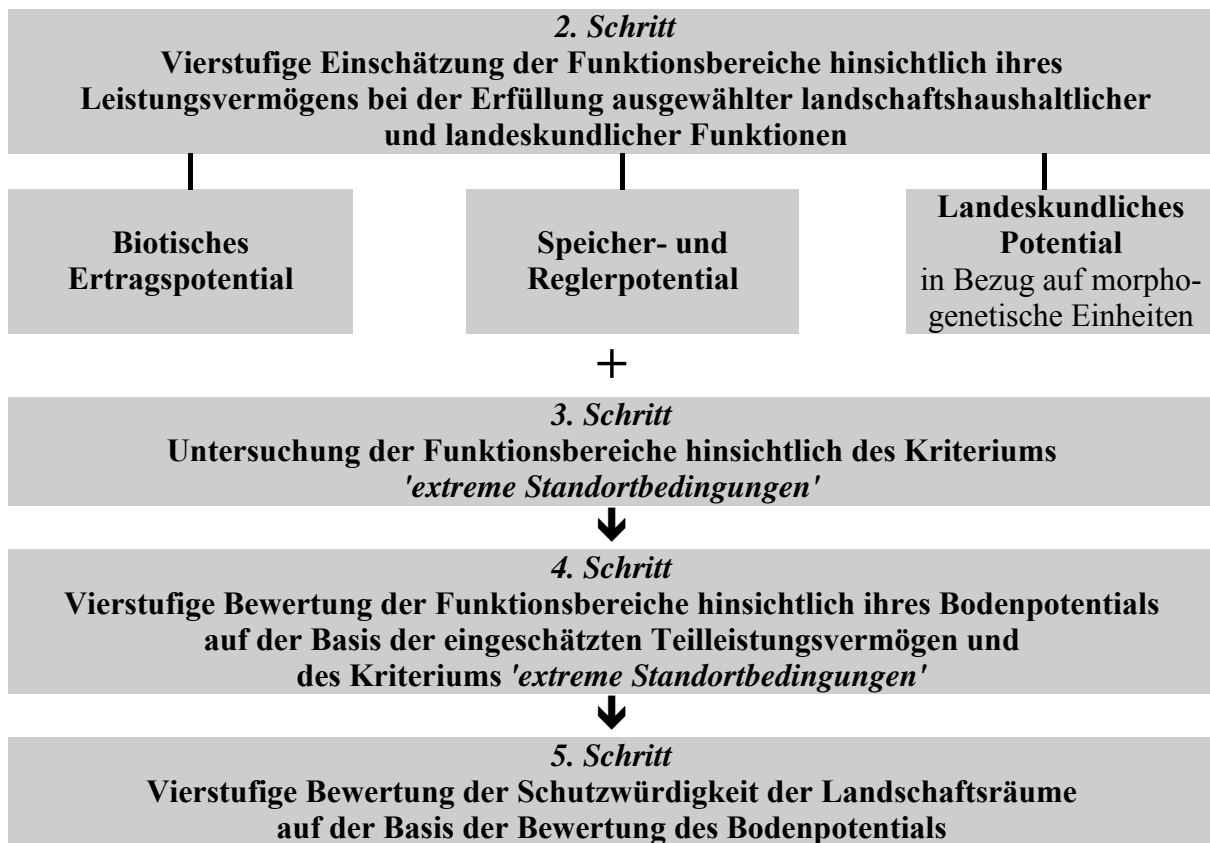 2. Schritt
Vierstufige Einschätzung der Funktionsbereiche hinsichtlich ihres
Leistungsvermögens bei der Erfüllung ausgewählter landschaftshaushaltlicher
und landeskundlicher Funktionen
Biotisches
Ertragspotential
Speicher- und
Reglerpotential
Landeskundliches
Potential
in Bezug auf morpho-
genetische Einheiten
+
3. Schritt
Untersuchung der Funktionsbereiche hinsichtlich des Kriteriums
'extreme Standortbedingungen'
4. Schritt
Vierstufige Bewertung der Funktionsbereiche hinsichtlich ihres Bodenpotentials
auf der Basis der eingeschätzten Teilleistungsvermögen und
des Kriteriums 'extreme Standortbedingungen'
5. Schritt
Vierstufige Bewertung der Schutzwürdigkeit der Landschaftsräume
auf der Basis der Bewertung des Bodenpotentials